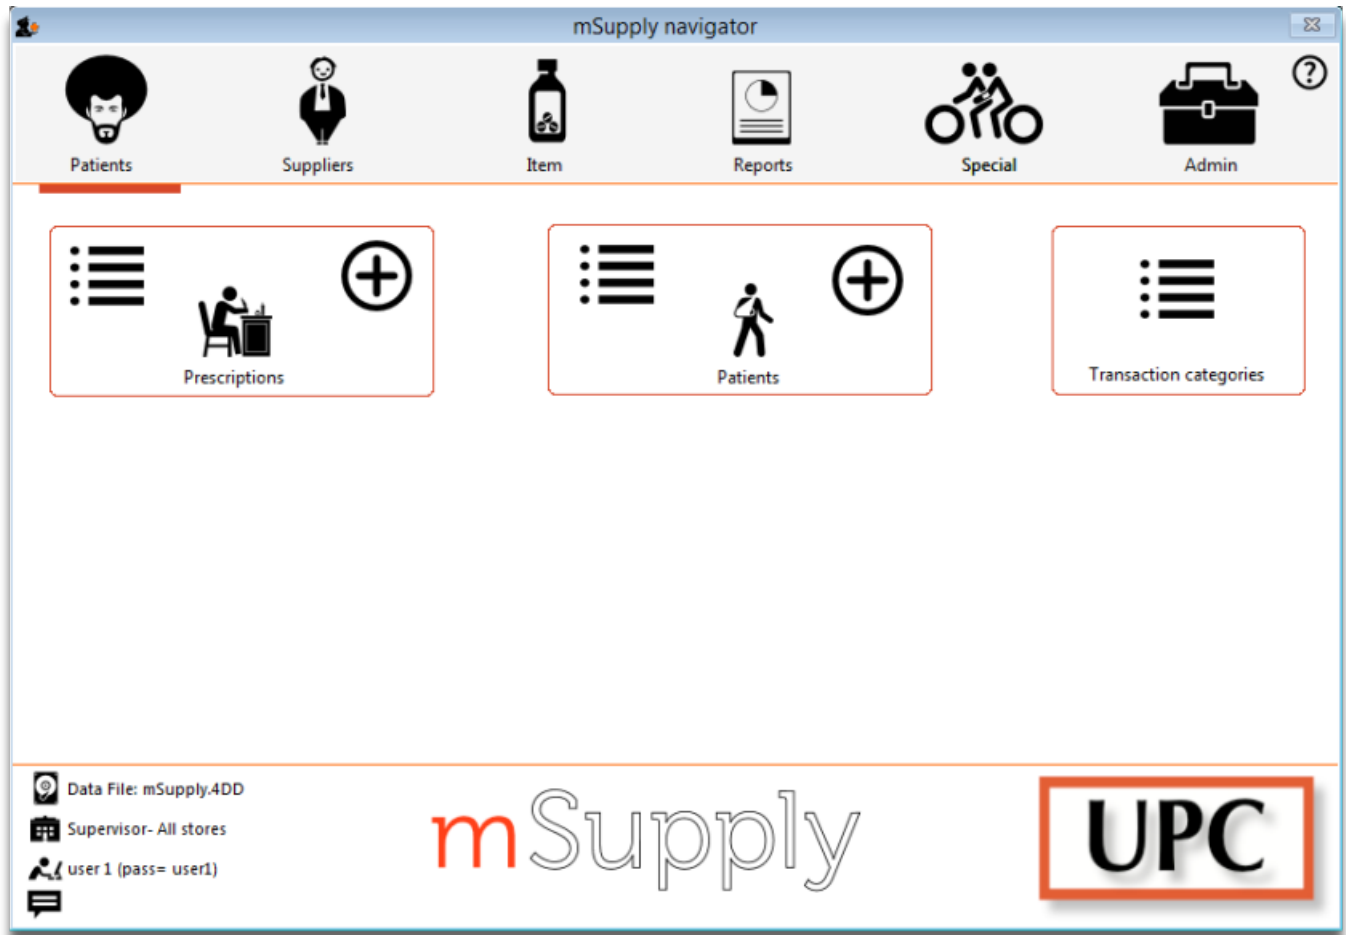 mSupply navigator
Patients
Suppliers
Item
Reports
Special
Admin
Prescriptions
Patients
Transaction categories
Data File: mSupply.4DD
Supervisor- All stores
user 1 (pass= user1)
mSupply
UPC